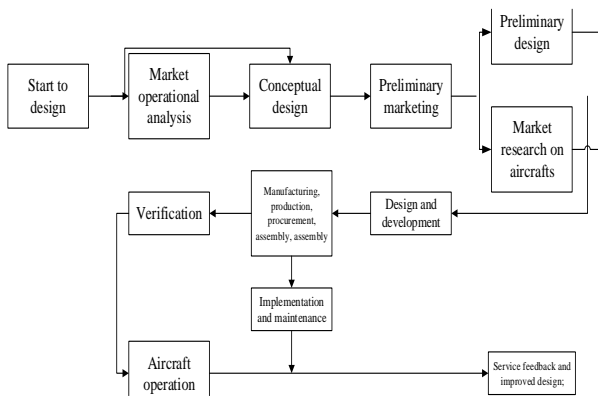 Preliminary
design
Start to
design
Market
operational
analysis
Conceptual
design
Preliminary
marketing
Market
research on
aircrafts
Verification
Manufacturing,
production,
procurement,
assembly, assembly
Design and
development
Implementation
and maintenance
Aircraft
operation
Service feedback and
improved design;